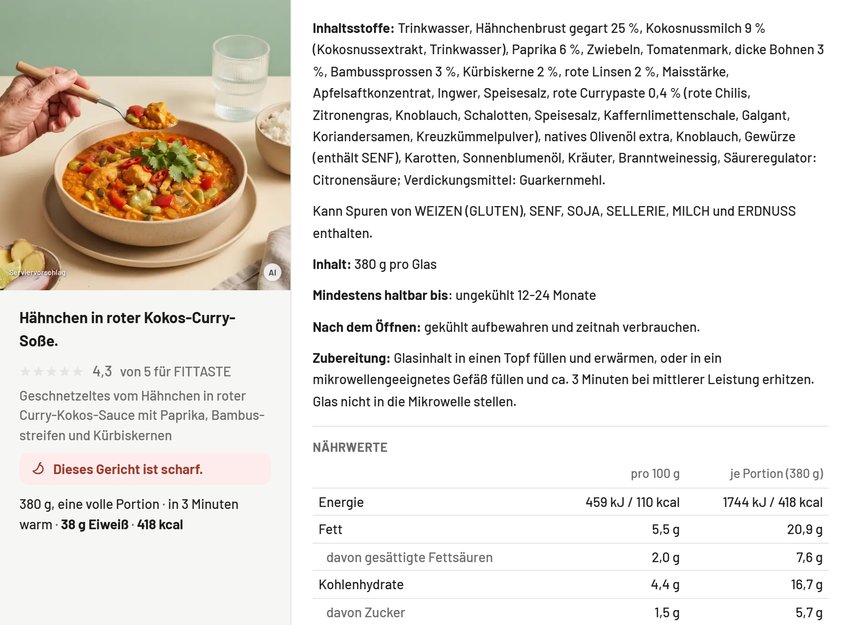 Serviervorschlag
AI
Hähnchen in roter Kokos-Curry-
Soße.
4,3 von 5 für FITTASTE
Geschnetzeltes vom Hähnchen in roter
Curry-Kokos-Sauce mit Paprika, Bambus-
streifen und Kürbiskernen
Dieses Gericht ist scharf.
380 g, eine volle Portion · in 3 Minuten
warm · 38 g Eiweiß · 418 kcal
Inhaltsstoffe: Trinkwasser, Hähnchenbrust gegart 25 %, Kokosnussmilch 9 %
(Kokosnussextrakt, Trinkwasser), Paprika 6 %, Zwiebeln, Tomatenmark, dicke Bohnen 3
%, Bambussprossen 3 %, Kürbiskerne 2 %, rote Linsen 2 %, Maisstärke,
Apfelsaftkonzentrat, Ingwer, Speisesalz, rote Currypaste 0,4 % (rote Chilis,
Zitronengras, Knoblauch, Schalotten, Speisesalz, Kaffernlimettenschale, Galgant,
Koriandersamen, Kreuzkümmelpulver), natives Olivenöl extra, Knoblauch, Gewürze
(enthält SENF), Karotten, Sonnenblumenöl, Kräuter, Branntweinessig, Säureregulator:
Citronensäure; Verdickungsmittel: Guarkernmehl.
Kann Spuren von WEIZEN (GLUTEN), SENF, SOJA, SELLERIE, MILCH und ERDNUSS
enthalten.
Inhalt: 380 g pro Glas
Mindestens haltbar bis: ungekühlt 12-24 Monate
Nach dem Öffnen: gekühlt aufbewahren und zeitnah verbrauchen.
Zubereitung: Glasinhalt in einen Topf füllen und erwärmen, oder in ein
mikrowellengeeignetes Gefäß füllen und ca. 3 Minuten bei mittlerer Leistung erhitzen.
Glas nicht in die Mikrowelle stellen.
NÄHRWERTE
pro 100 g je Portion (380 g)
Energie 459 kJ / 110 kcal 1744 kJ / 418 kcal
Fett 5,5 g 20,9 g
davon gesättigte Fettsäuren 2,0 g 7,6 g
Kohlenhydrate 4,4 g 16,7 g
davon Zucker 1,5 g 5,7 g